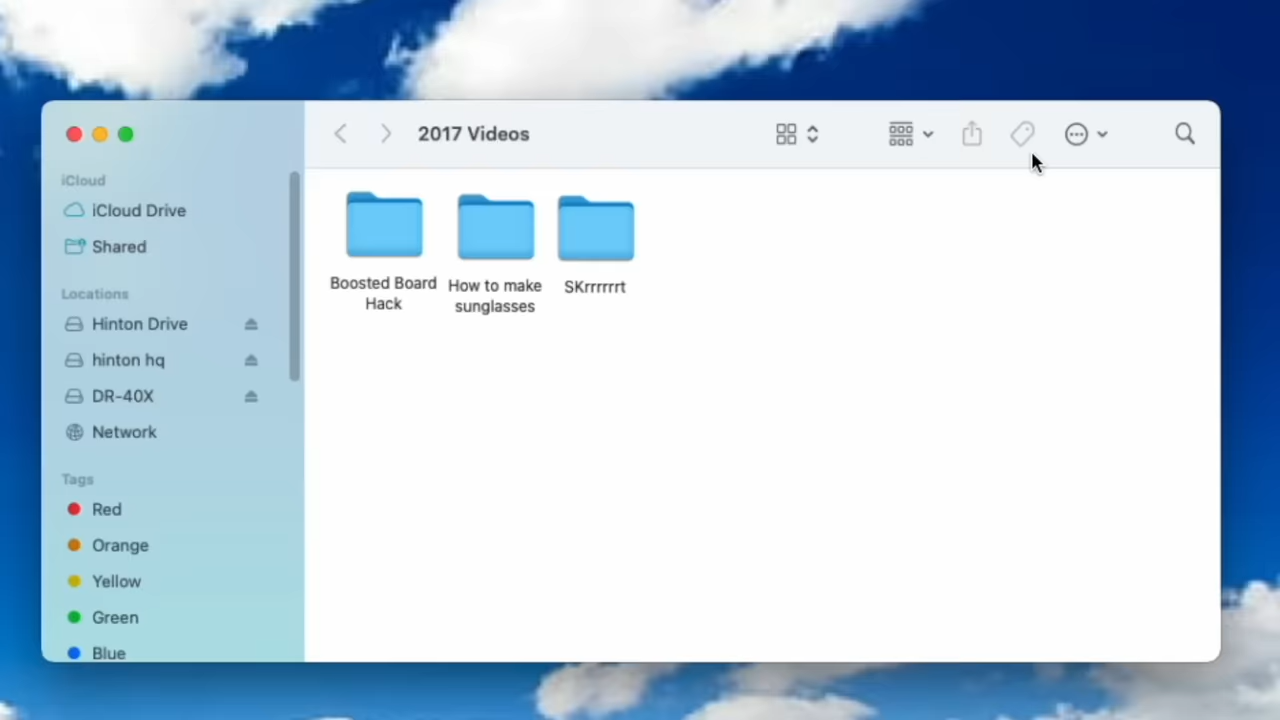 2017 Videos
iCloud
iCloud Drive
Shared
Locations
Hinton Drive
hinton hq
DR-40X
Network
Tags
Red
Orange
Yellow
Green
Blue
Boosted Board
Hack
How to make
sunglasses
SKrrrrrrt